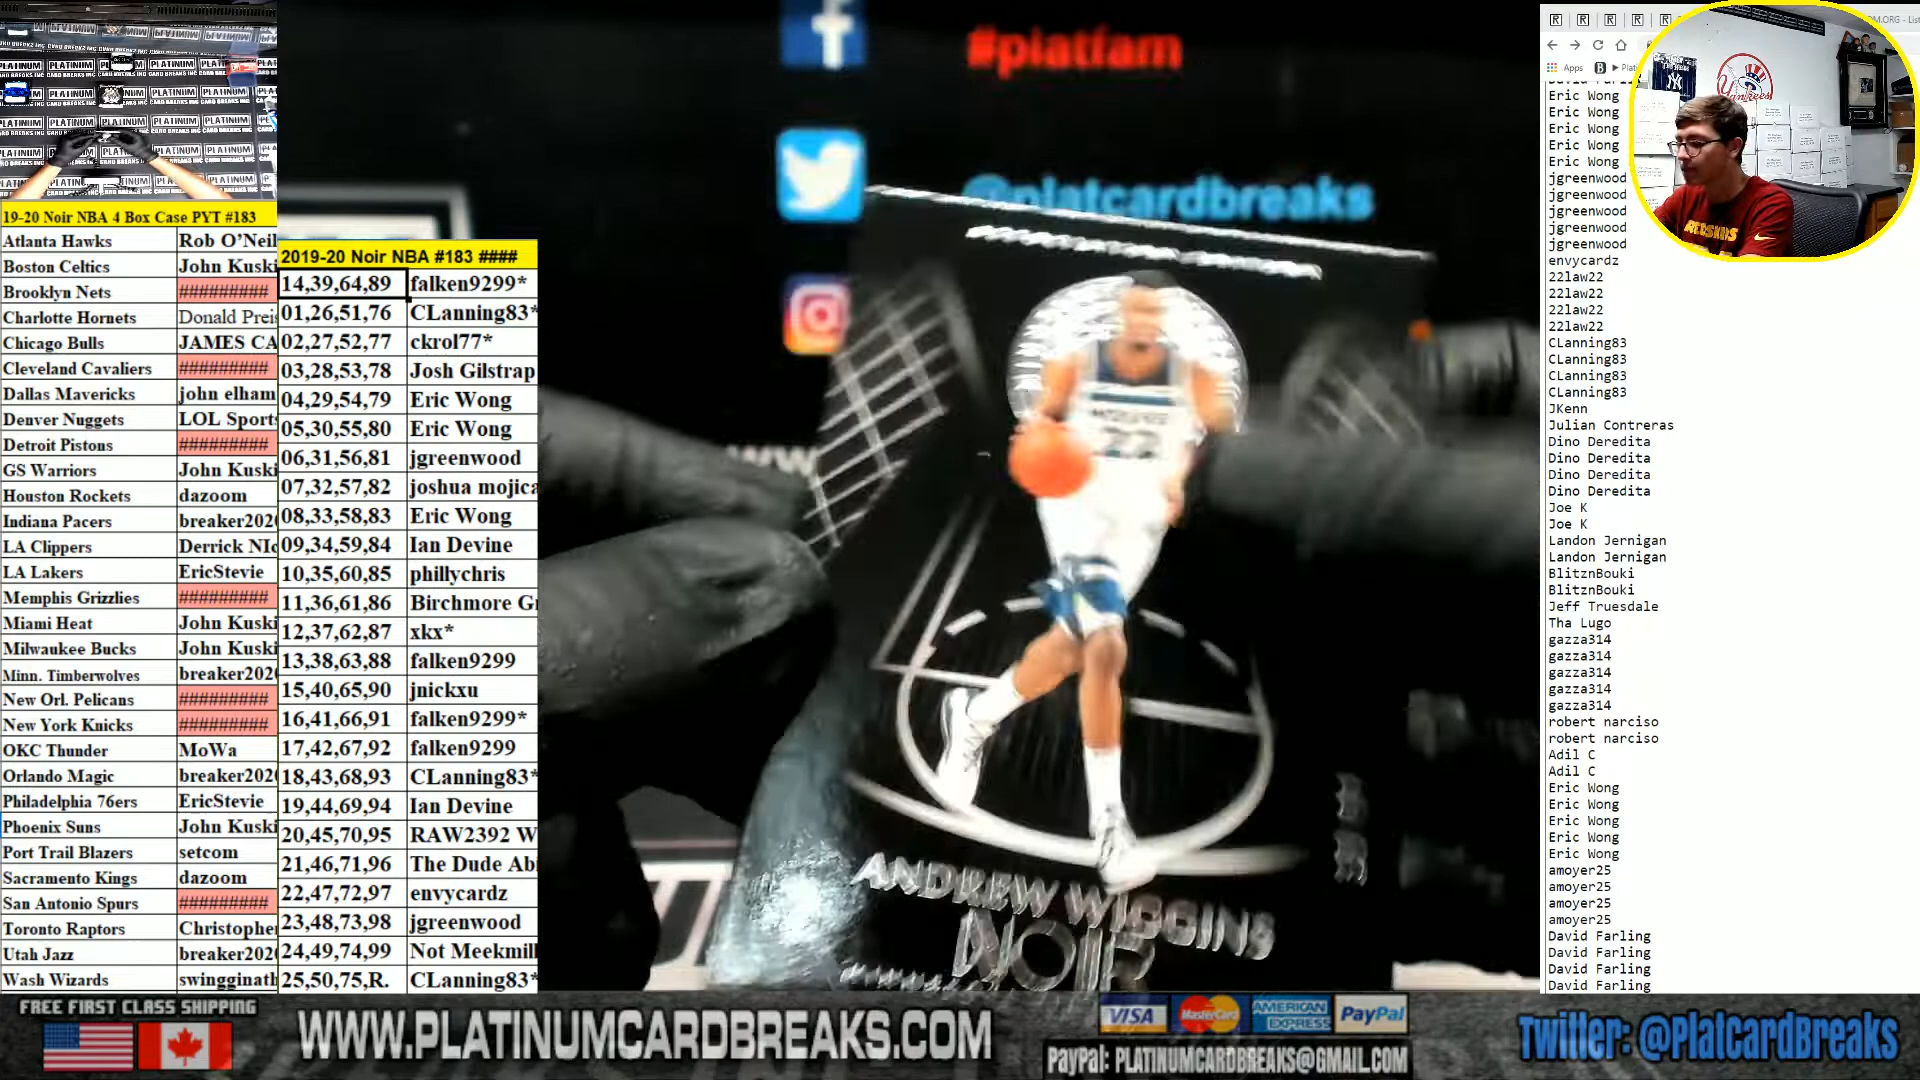 19-20 Noir NBA 4 Box Case PYT #183
Atlanta Hawks Rob O'Neil
Boston Celtics John Kuski
Brooklyn Nets #########
Charlotte Hornets Donald Preis
Chicago Bulls JAMES CA
Cleveland Cavaliers #########
Dallas Mavericks john elham
Denver Nuggets LOL Sports
Detroit Pistons #########
GS Warriors John Kuski
Houston Rockets dazoom
Indiana Pacers breaker202
LA Clippers Derrick NIc
LA Lakers EricStevie
Memphis Grizzlies #########
Miami Heat John Kuski
Milwaukee Bucks John Kuski
Minn. Timberwolves breaker202
New Orl. Pelicans #########
New York Knicks #########
OKC Thunder MoWa
Orlando Magic breaker202
Philadelphia 76ers EricStevie
Phoenix Suns John Kuski
Port Trail Blazers setcom
Sacramento Kings dazoom
San Antonio Spurs #########
Toronto Raptors Christopher
Utah Jazz breaker202
Wash Wizards swingginath
2019-20 Noir NBA #183 ####
14,39,64,89 falken9299*
01,26,51,76 CLanning83*
02,27,52,77 ckrol77*
03,28,53,78 Josh Gilstrap
04,29,54,79 Eric Wong
05,30,55,80 Eric Wong
06,31,56,81 jgreenwood
07,32,57,82 joshua mojica
08,33,58,83 Eric Wong
09,34,59,84 Ian Devine
10,35,60,85 phillychris
11,36,61,86 Birchmore G
12,37,62,87 xkx*
13,38,63,88 falken9299
15,40,65,90 jnickxu
16,41,66,91 falken9299*
17,42,67,92 falken9299
18,43,68,93 CLanning83*
19,44,69,94 Ian Devine
20,45,70,95 RAW2392 W
21,46,71,96 The Dude Abi
22,47,72,97 envycardz
23,48,73,98 jgreenwood
24,49,74,99 Not Meekmill
25,50,75,R. CLanning83*
#platfam
@platcardbreaks
22
ANDREW WIGGINS
NOIR
Apps
Eric Wong
Eric Wong
Eric Wong
Eric Wong
Eric Wong
jgreenwood
jgreenwood
jgreenwood
jgreenwood
jgreenwood
envycardz
22law22
22law22
22law22
22law22
CLanning83
CLanning83
CLanning83
CLanning83
JKenn
Julian Contreras
Dino Deredita
Dino Deredita
Dino Deredita
Dino Deredita
Joe K
Joe K
Landon Jernigan
Landon Jernigan
BlitznBouki
BlitznBouki
Jeff Truesdale
Tha Lugo
gazza314
gazza314
gazza314
gazza314
gazza314
robert narciso
robert narciso
Adil C
Adil C
Eric Wong
Eric Wong
Eric Wong
Eric Wong
Eric Wong
amoyer25
amoyer25
amoyer25
amoyer25
David Farling
David Farling
David Farling
David Farling
Yankees
REDSKINS
FREE FIRST CLASS SHIPPING
WWW.PLATINUMCARDBREAKS.COM
VISA MasterCard AMERICAN EXPRESS PayPal
PayPal: PLATINUMCARDBREAKS@GMAIL.COM
Twitter: @PlatCardBreaks